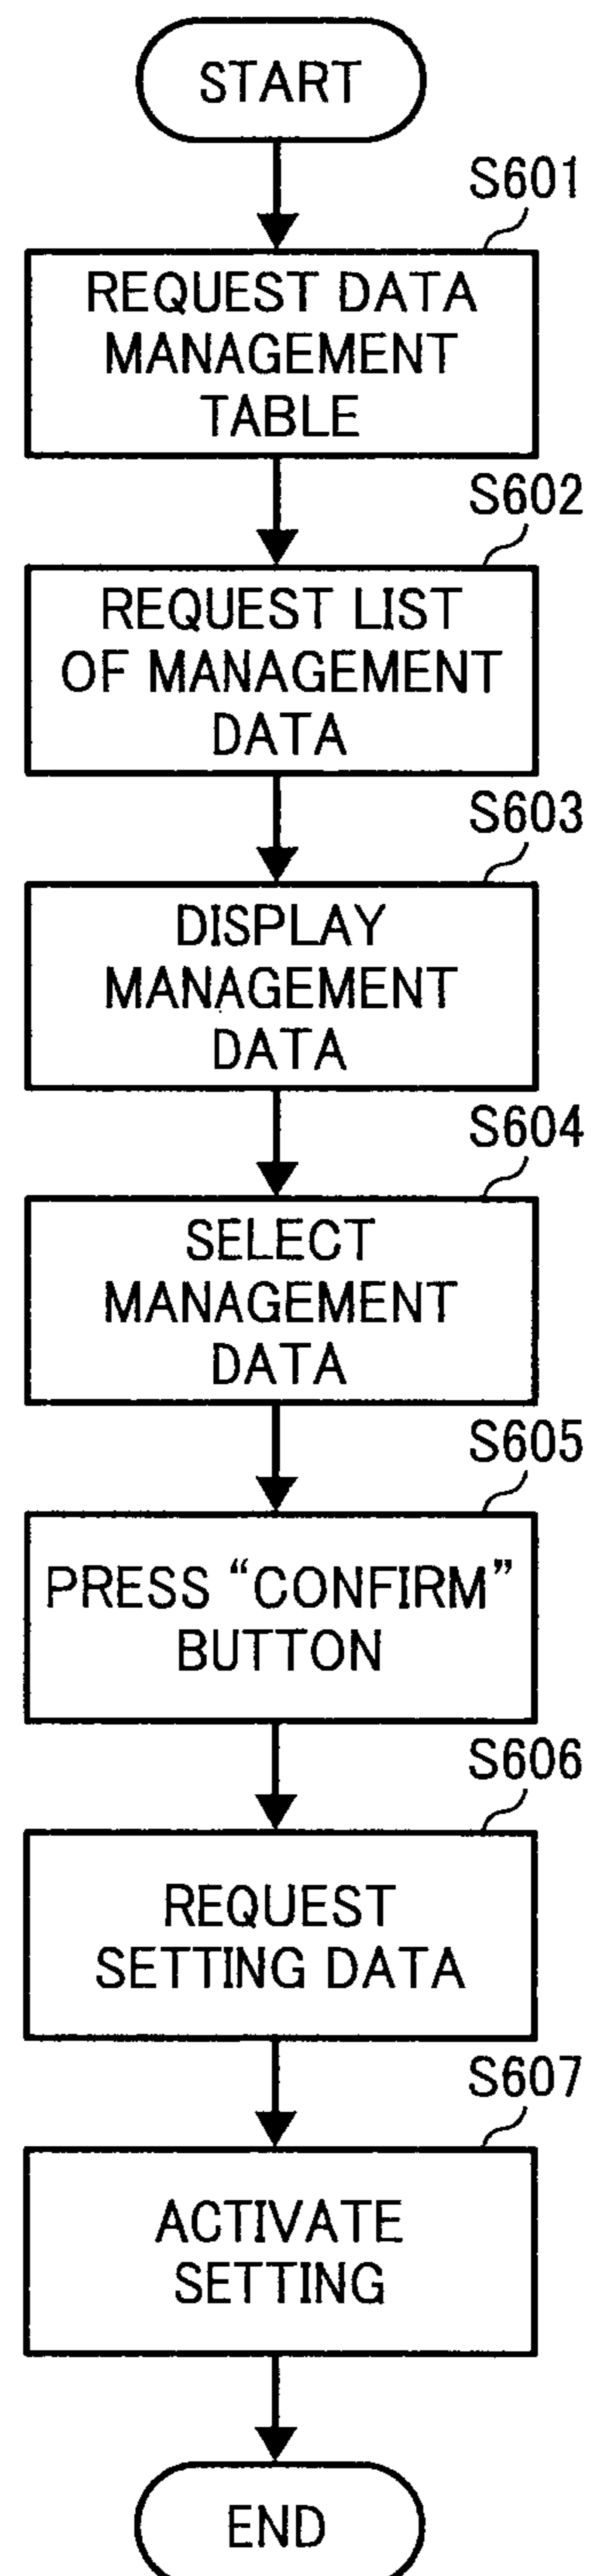 START
S601
REQUEST DATA
MANAGEMENT
TABLE
S602
REQUEST LIST
OF MANAGEMENT
DATA
S603
DISPLAY
MANAGEMENT
DATA
S604
SELECT
MANAGEMENT
DATA
S605
PRESS “CONFIRM”
BUTTON
S606
REQUEST
SETTING DATA
S607
ACTIVATE
SETTING
END